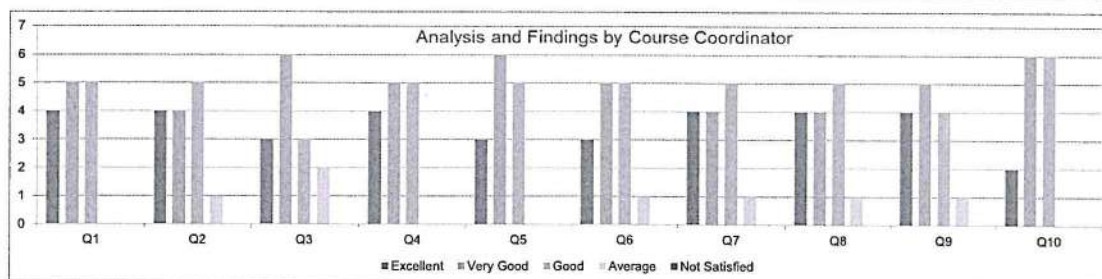 Analysis and Findings by Course Coordinator
7
6
5
4
3
2
1
0
Q1 Q2 Q3 Q4 Q5 Q6 Q7 Q8 Q9 Q10
Excellent Very Good Good Average Not Satisfied